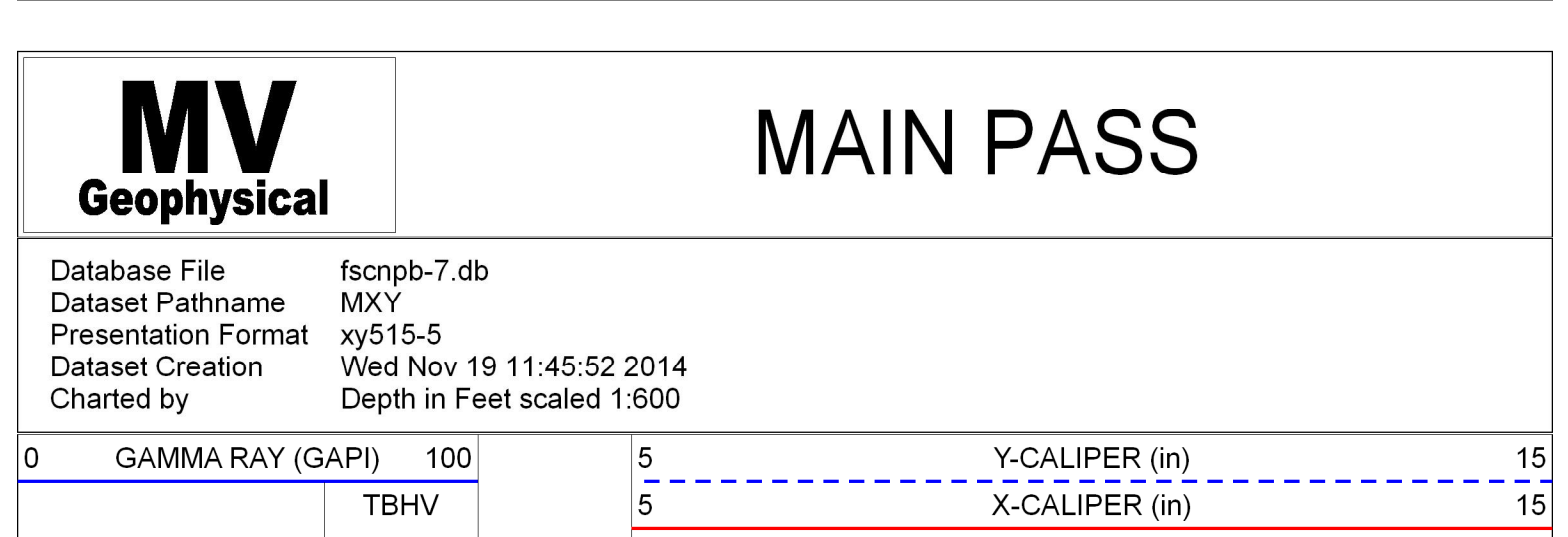 MV
Geophysical
MAIN PASS
Database File fscnpb-7.db
Dataset Pathname MXY
Presentation Format xy515-5
Dataset Creation Wed Nov 19 11:45:52 2014
Charted by Depth in Feet scaled 1:600
0 GAMMA RAY (GAPI) 100 5 Y-CALIPER (in) 15
TBHV 5 X-CALIPER (in) 15